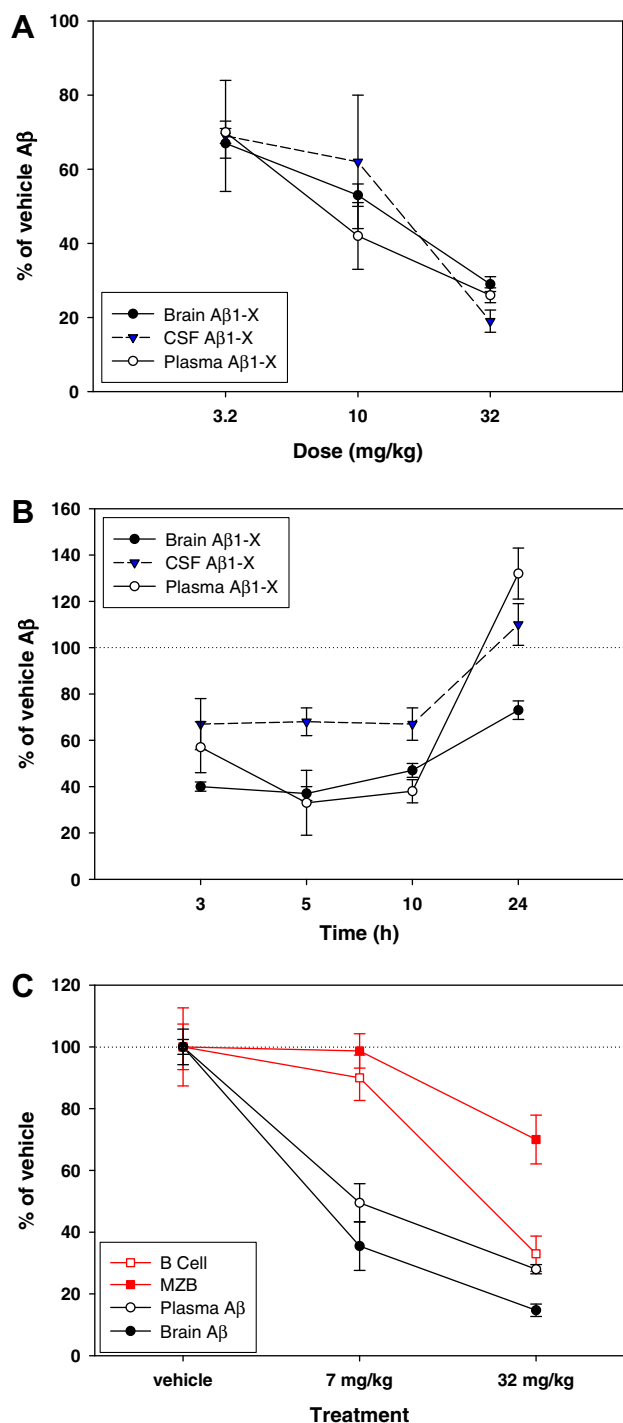 A
100
80
60
40
20
0
% of vehicle Aβ
Brain Aβ1-X
CSF Aβ1-X
Plasma Aβ1-X
3.2 10 32
Dose (mg/kg)
B
160
140
120
100
80
60
40
20
0
% of vehicle Aβ
Brain Aβ1-X
CSF Aβ1-X
Plasma Aβ1-X
3 5 10 24
Time (h)
C
120
100
80
60
40
20
0
% of vehicle
B Cell
MZB
Plasma Aβ
Brain Aβ
vehicle 7 mg/kg 32 mg/kg
Treatment